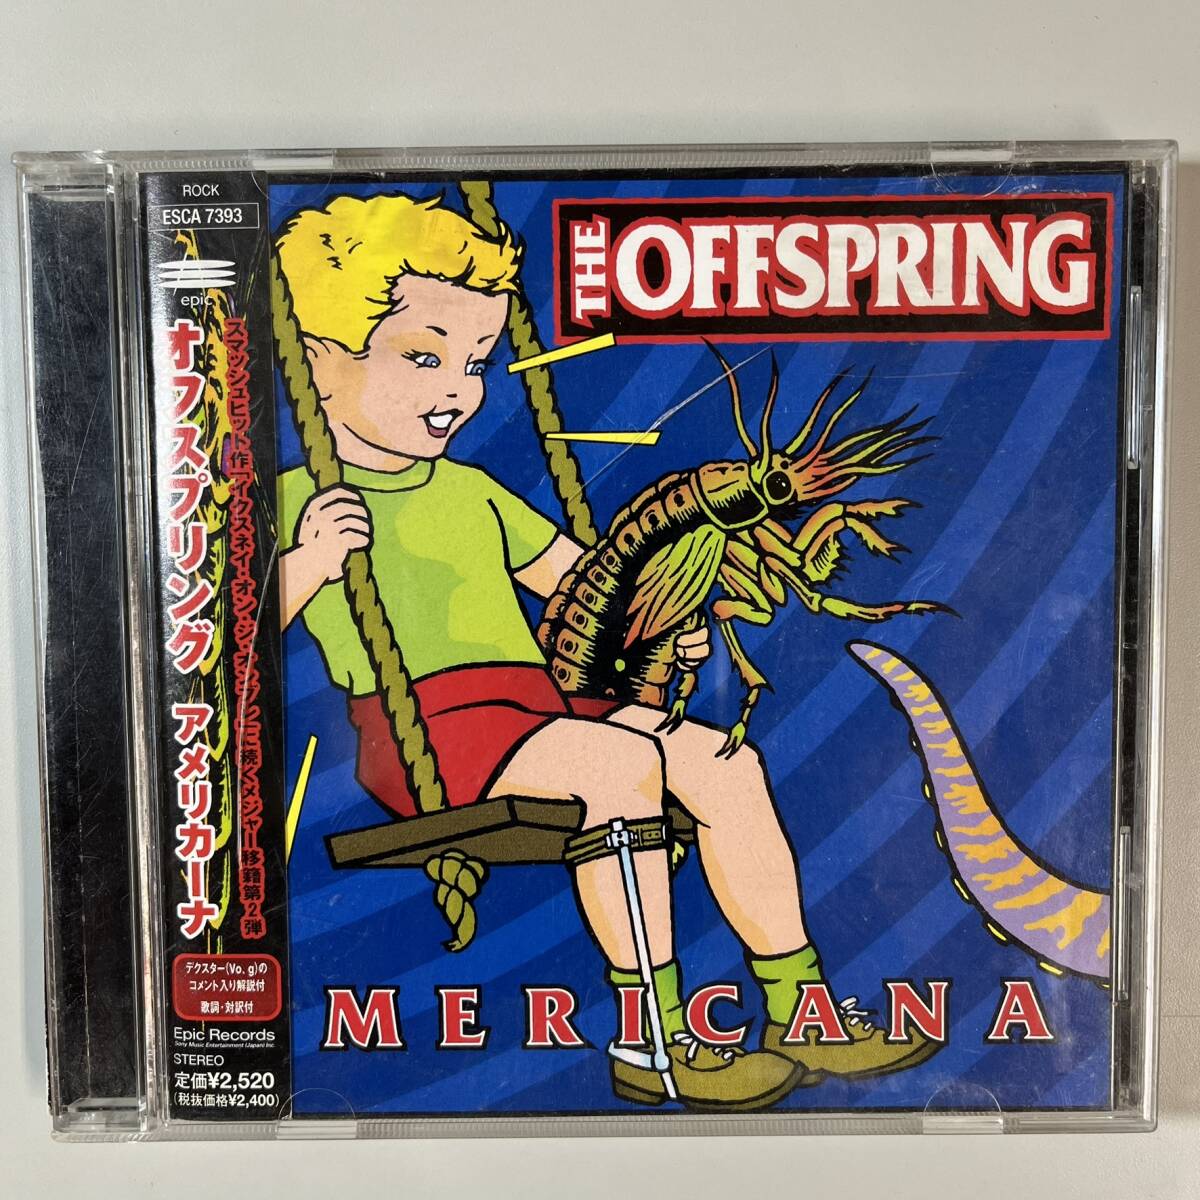 ROCK
ESCA 7393
epic
オフスプリング アメリカーナ
スマッシュヒット作「イクスネイ・オン・ジ・オンブレ」に続くメジャー移籍第2弾
デクスター(Vo, g)の
コメント入り解説付
歌詞・対訳付
Epic Records
Sony Music Entertainment (Japan) Inc.
STEREO
定価¥2,520
(税抜価格¥2,400)
THE OFFSPRING
MERICANA